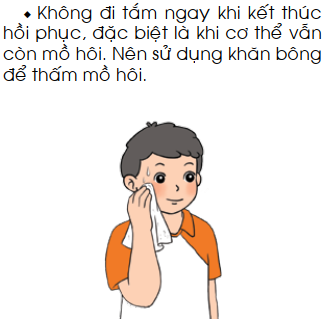 ♦ Không đi tắm ngay khi kết thúc
hồi phục, đặc biệt là khi cơ thể vẫn
còn mồ hôi. Nên sử dụng khăn bông
để thấm mồ hôi.